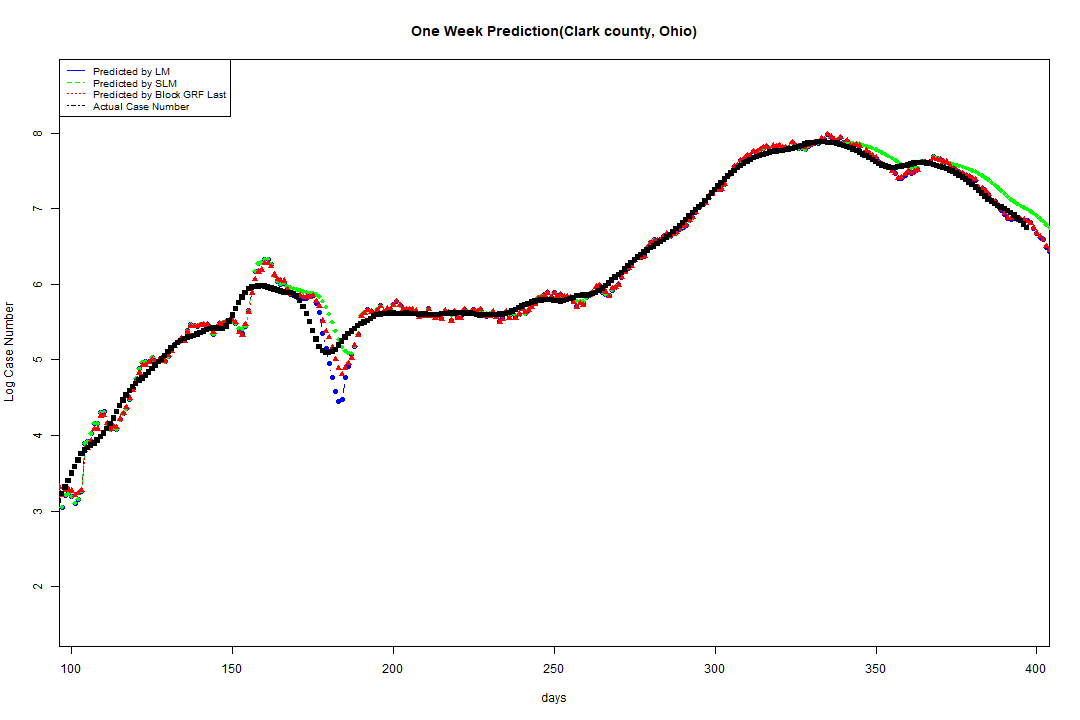 One Week Prediction(Clark county, Ohio)
Predicted by LM
Predicted by SLM
Predicted by Block GRF Last
Actual Case Number
8
7
6
5
4
3
2
Log Case Number
100 150 200 250 300 350 400
days